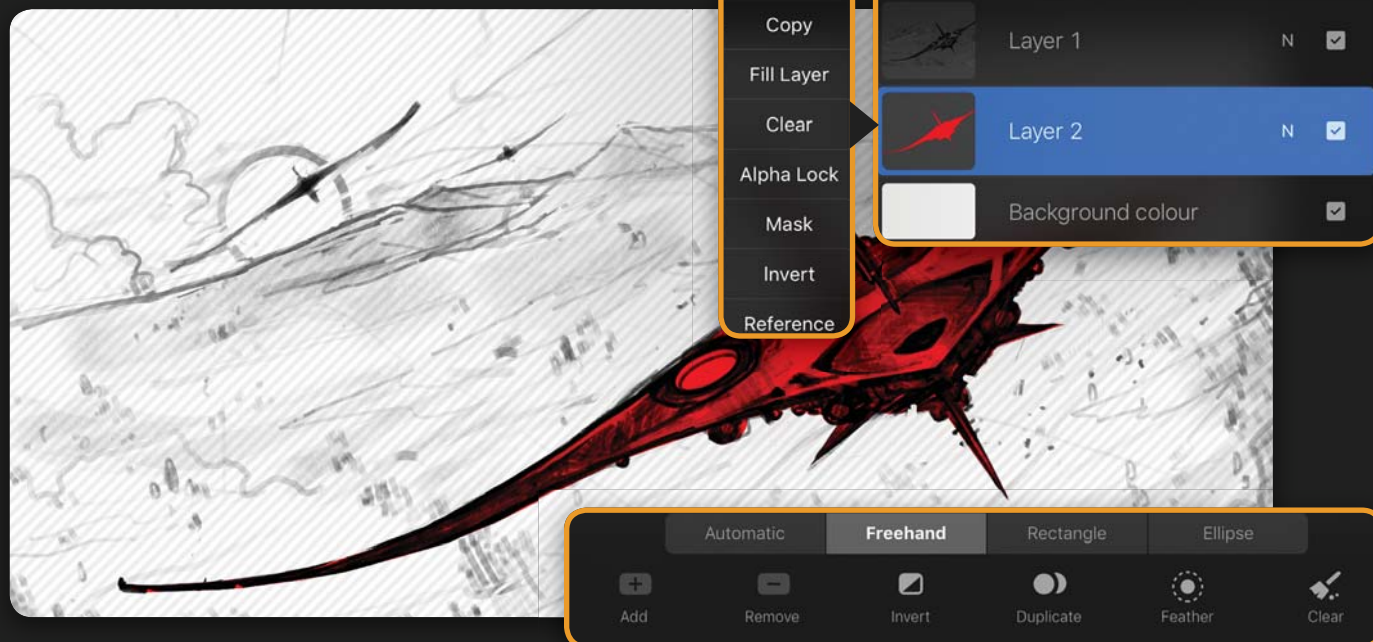 Copy
Fill Layer
Clear
Alpha Lock
Mask
Invert
Reference
Layer 1 N
Layer 2 N
Background colour
Automatic Freehand Rectangle Ellipse
Add Remove Invert Duplicate Feather Clear